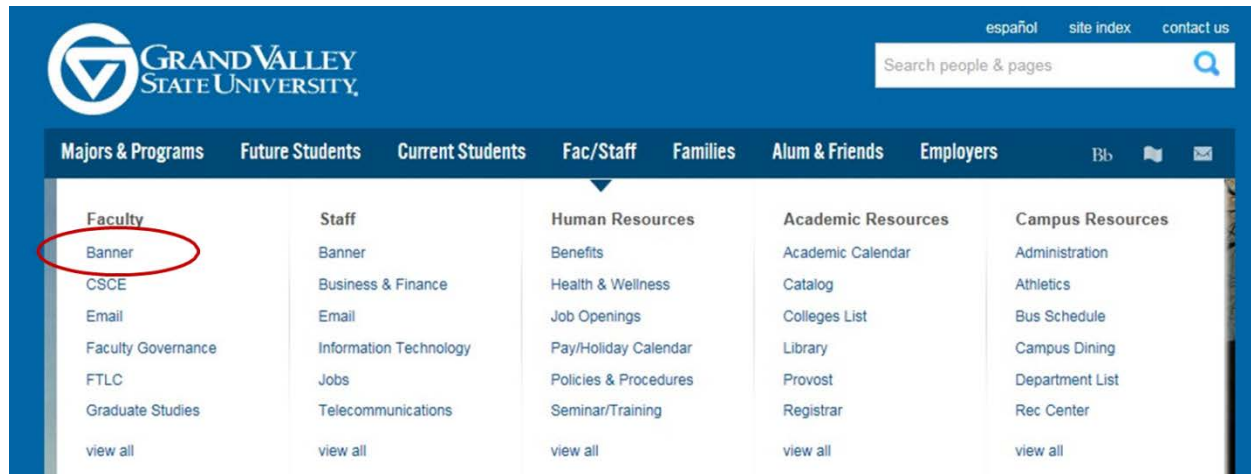 español site index contact us
GRAND VALLEY
STATE UNIVERSITY
Search people & pages
Majors & Programs Future Students Current Students Fac/Staff Families Alum & Friends Employers Bb
Faculty Staff Human Resources Academic Resources Campus Resources
Banner Banner Benefits Academic Calendar Administration
CSCE Business & Finance Health & Wellness Catalog Athletics
Email Email Job Openings Colleges List Bus Schedule
Faculty Governance Information Technology Pay/Holiday Calendar Library Campus Dining
FTLC Jobs Policies & Procedures Provost Department List
Graduate Studies Telecommunications Seminar/Training Registrar Rec Center
view all view all view all view all view all